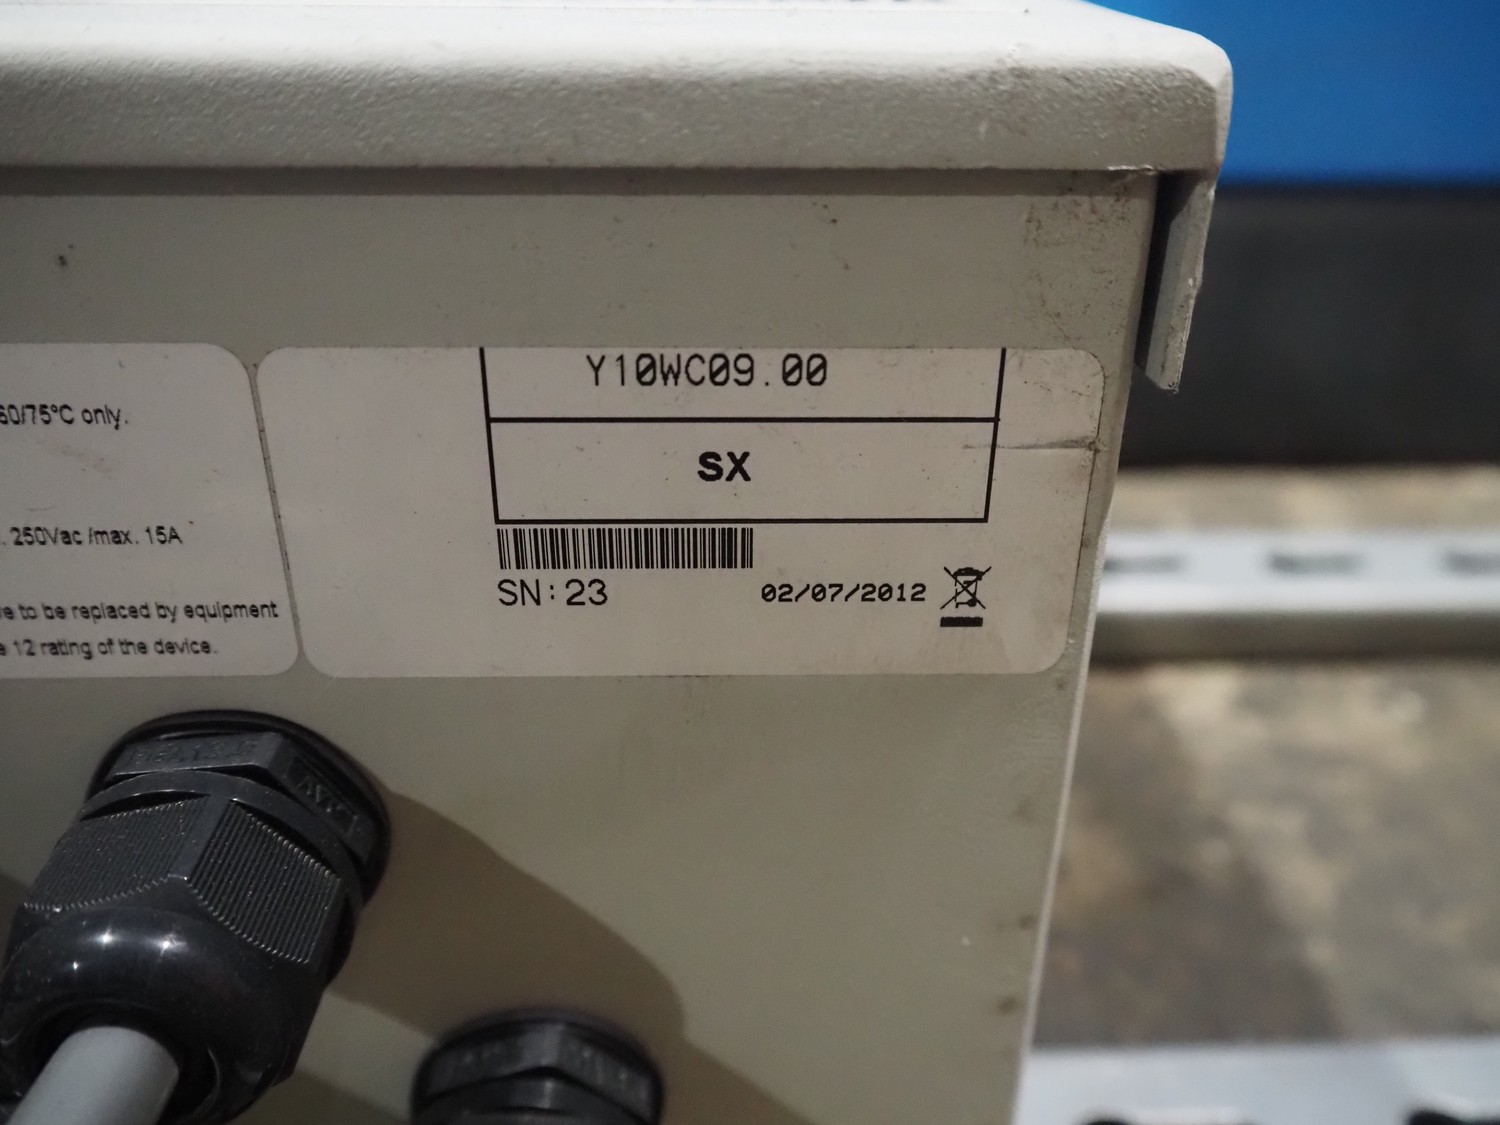 60/75°C only.
. 250Vac /max. 15A
to be replaced by equipment
12 rating of the device.
Y10WC09.00
SX
SN:23
02/07/2012